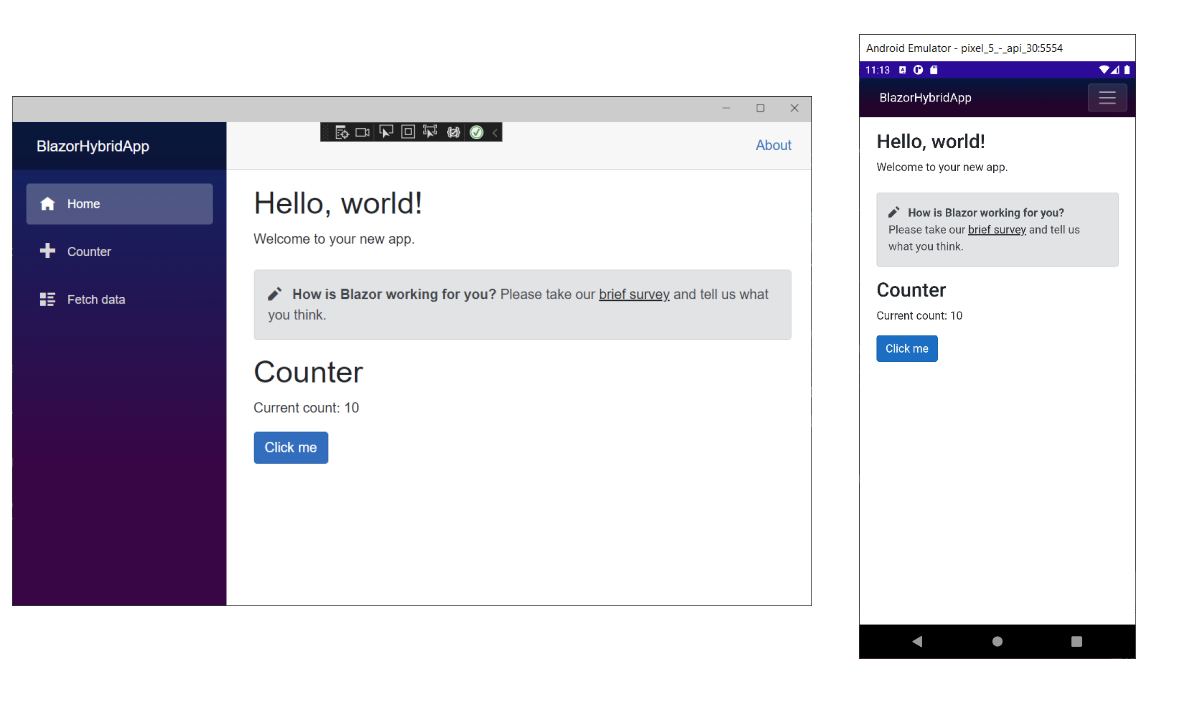 BlazorHybridApp
About
Home
Counter
Fetch data
Hello, world!
Welcome to your new app.
How is Blazor working for you? Please take our brief survey and tell us what
you think.
Counter
Current count: 10
Click me
Android Emulator - pixel_5_-_api_30:5554
11:13
BlazorHybridApp
Hello, world!
Welcome to your new app.
How is Blazor working for you?
Please take our brief survey and tell us
what you think.
Counter
Current count: 10
Click me